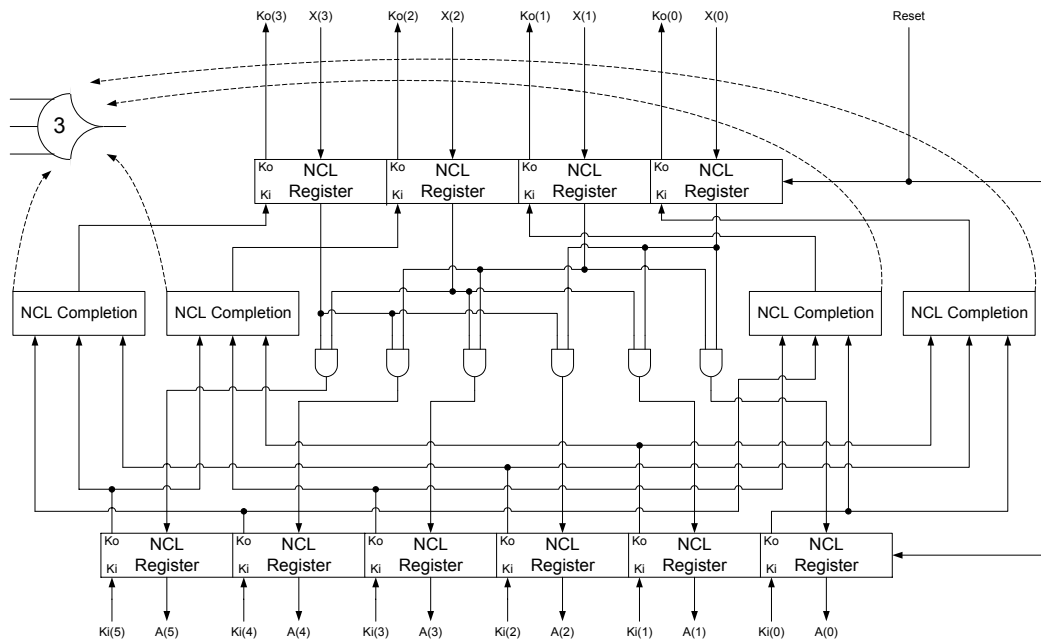 Ko(3) X(3) Ko(2) X(2) Ko(1) X(1) Ko(0) X(0) Reset
3
Ko NCL Register Ki
Ko NCL Register Ki
Ko NCL Register Ki
Ko NCL Register Ki
NCL Completion
NCL Completion
NCL Completion
NCL Completion
Ko NCL Register Ki
Ko NCL Register Ki
Ko NCL Register Ki
Ko NCL Register Ki
Ko NCL Register Ki
Ko NCL Register Ki
Ki(5) A(5) Ki(4) A(4) Ki(3) A(3) Ki(2) A(2) Ki(1) A(1) Ki(0) A(0)